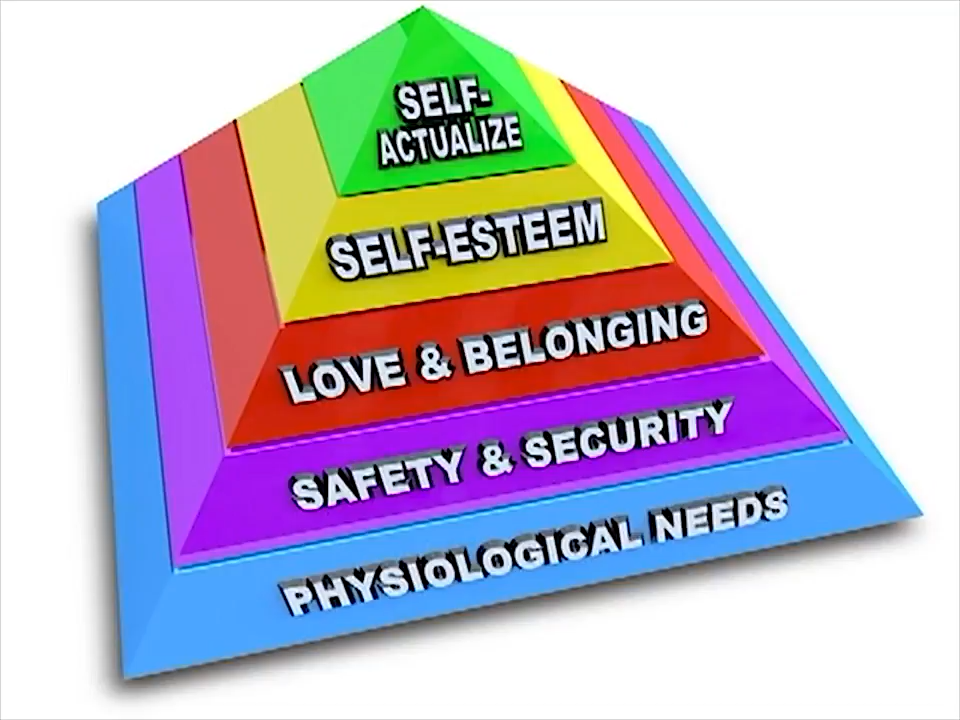 SELF-
ACTUALIZE
SELF-ESTEEM
LOVE & BELONGING
SAFETY & SECURITY
PHYSIOLOGICAL NEEDS